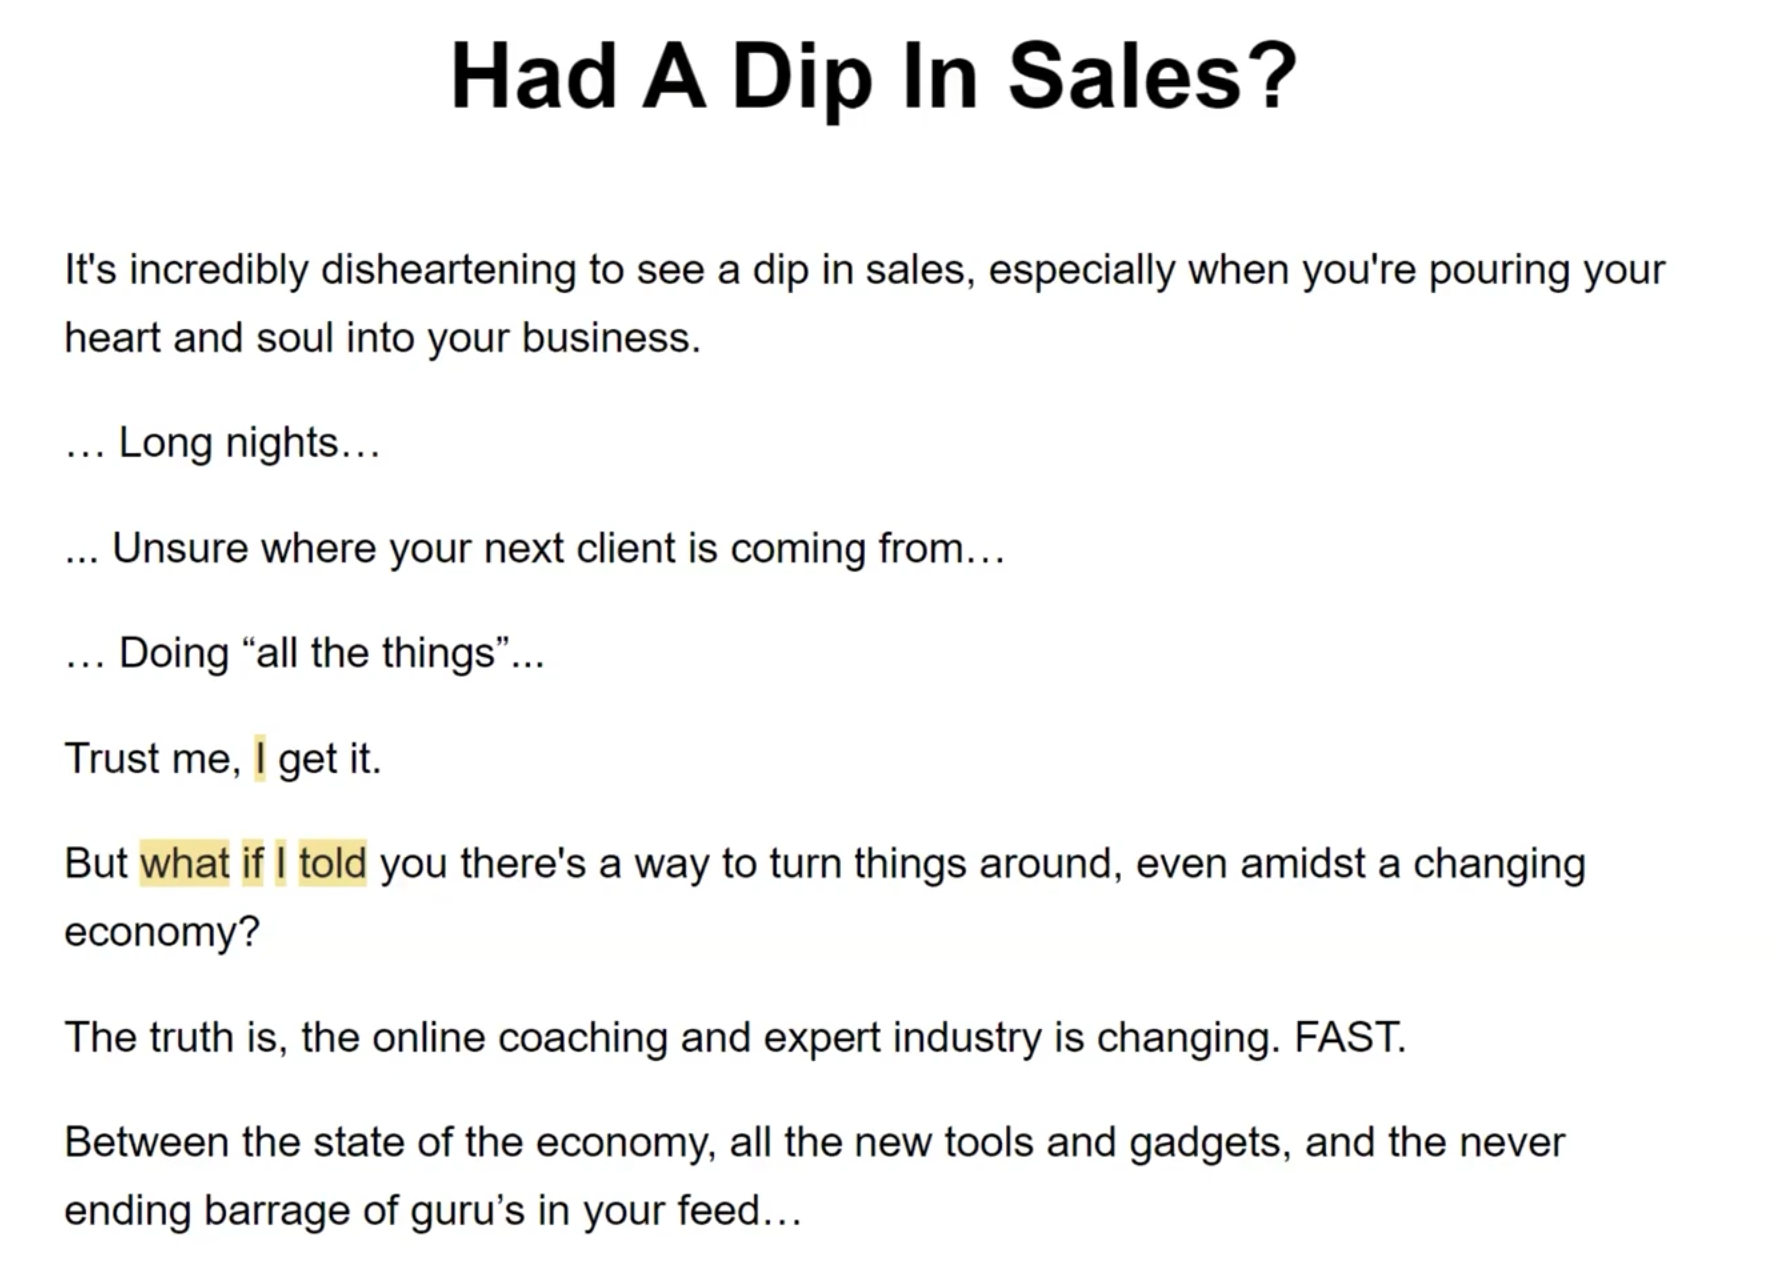 Had A Dip In Sales?
It's incredibly disheartening to see a dip in sales, especially when you're pouring your
heart and soul into your business.
… Long nights…
... Unsure where your next client is coming from…
… Doing “all the things”...
Trust me, I get it.
But what if I told you there's a way to turn things around, even amidst a changing
economy?
The truth is, the online coaching and expert industry is changing. FAST.
Between the state of the economy, all the new tools and gadgets, and the never
ending barrage of guru’s in your feed…